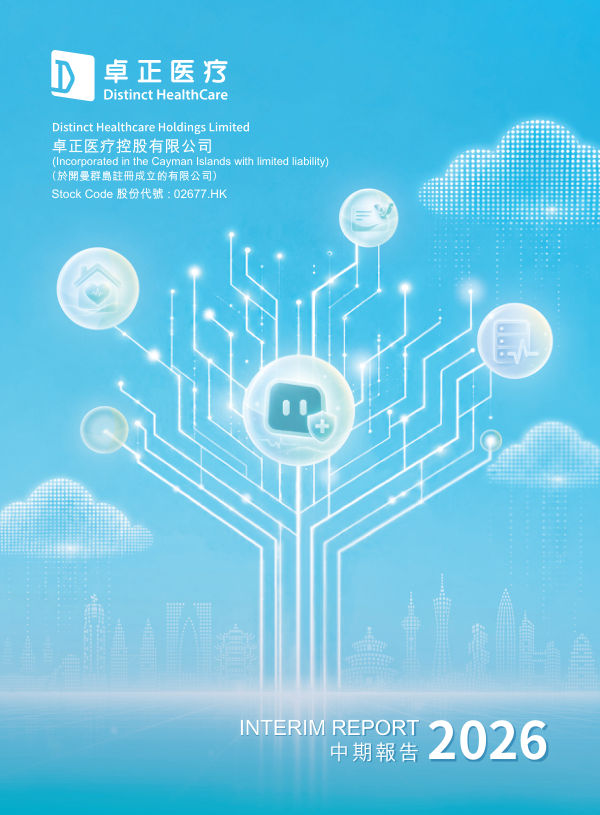 卓正医疗
Distinct HealthCare
Distinct Healthcare Holdings Limited
卓正医疗控股有限公司
(Incorporated in the Cayman Islands with limited liability)
(於開曼群島註冊成立的有限公司)
Stock Code 股份代號 : 02677.HK
INTERIM REPORT
中期報告
2026